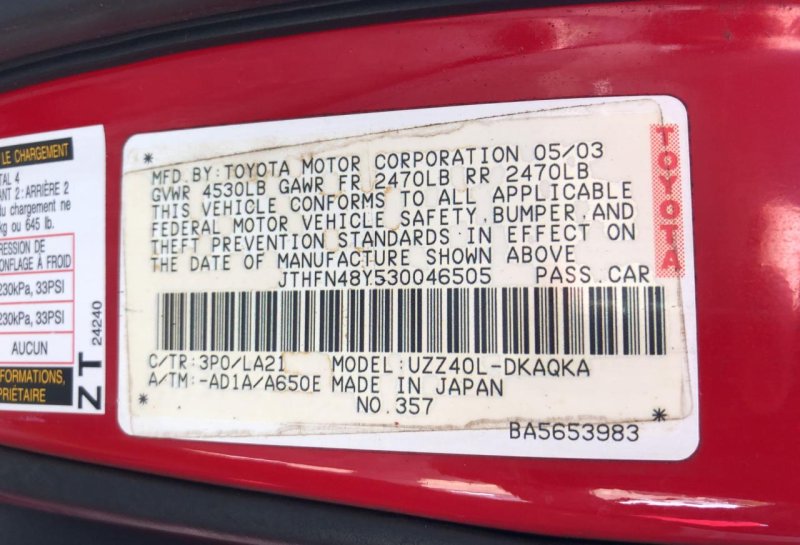 LE CHARGEMENT
TAL 4
ANT 2 : ARRIÈRE 2
du chargement ne
kg ou 645 lb.
RESSION DE
ONFLAGE À FROID
230kPa, 33PSI
230kPa, 33PSI
AUCUN
FORMATIONS,
PRIÉTAIRE
ZT 24240
*
MFD. BY: TOYOTA MOTOR CORPORATION 05/03
GVWR 4530LB GAWR FR 2470LB RR 2470LB
THIS VEHICLE CONFORMS TO ALL APPLICABLE
FEDERAL MOTOR VEHICLE SAFETY, BUMPER, AND
THEFT PREVENTION STANDARDS IN EFFECT ON
THE DATE OF MANUFACTURE SHOWN ABOVE
JTHFN48Y530046505 PASS. CAR
C/TR: 3P0/LA21 MODEL: UZZ40L-DKAQKA
A/TM: -AD1A/A650E MADE IN JAPAN
* NO. 357 *
BA5653983
TOYOTA